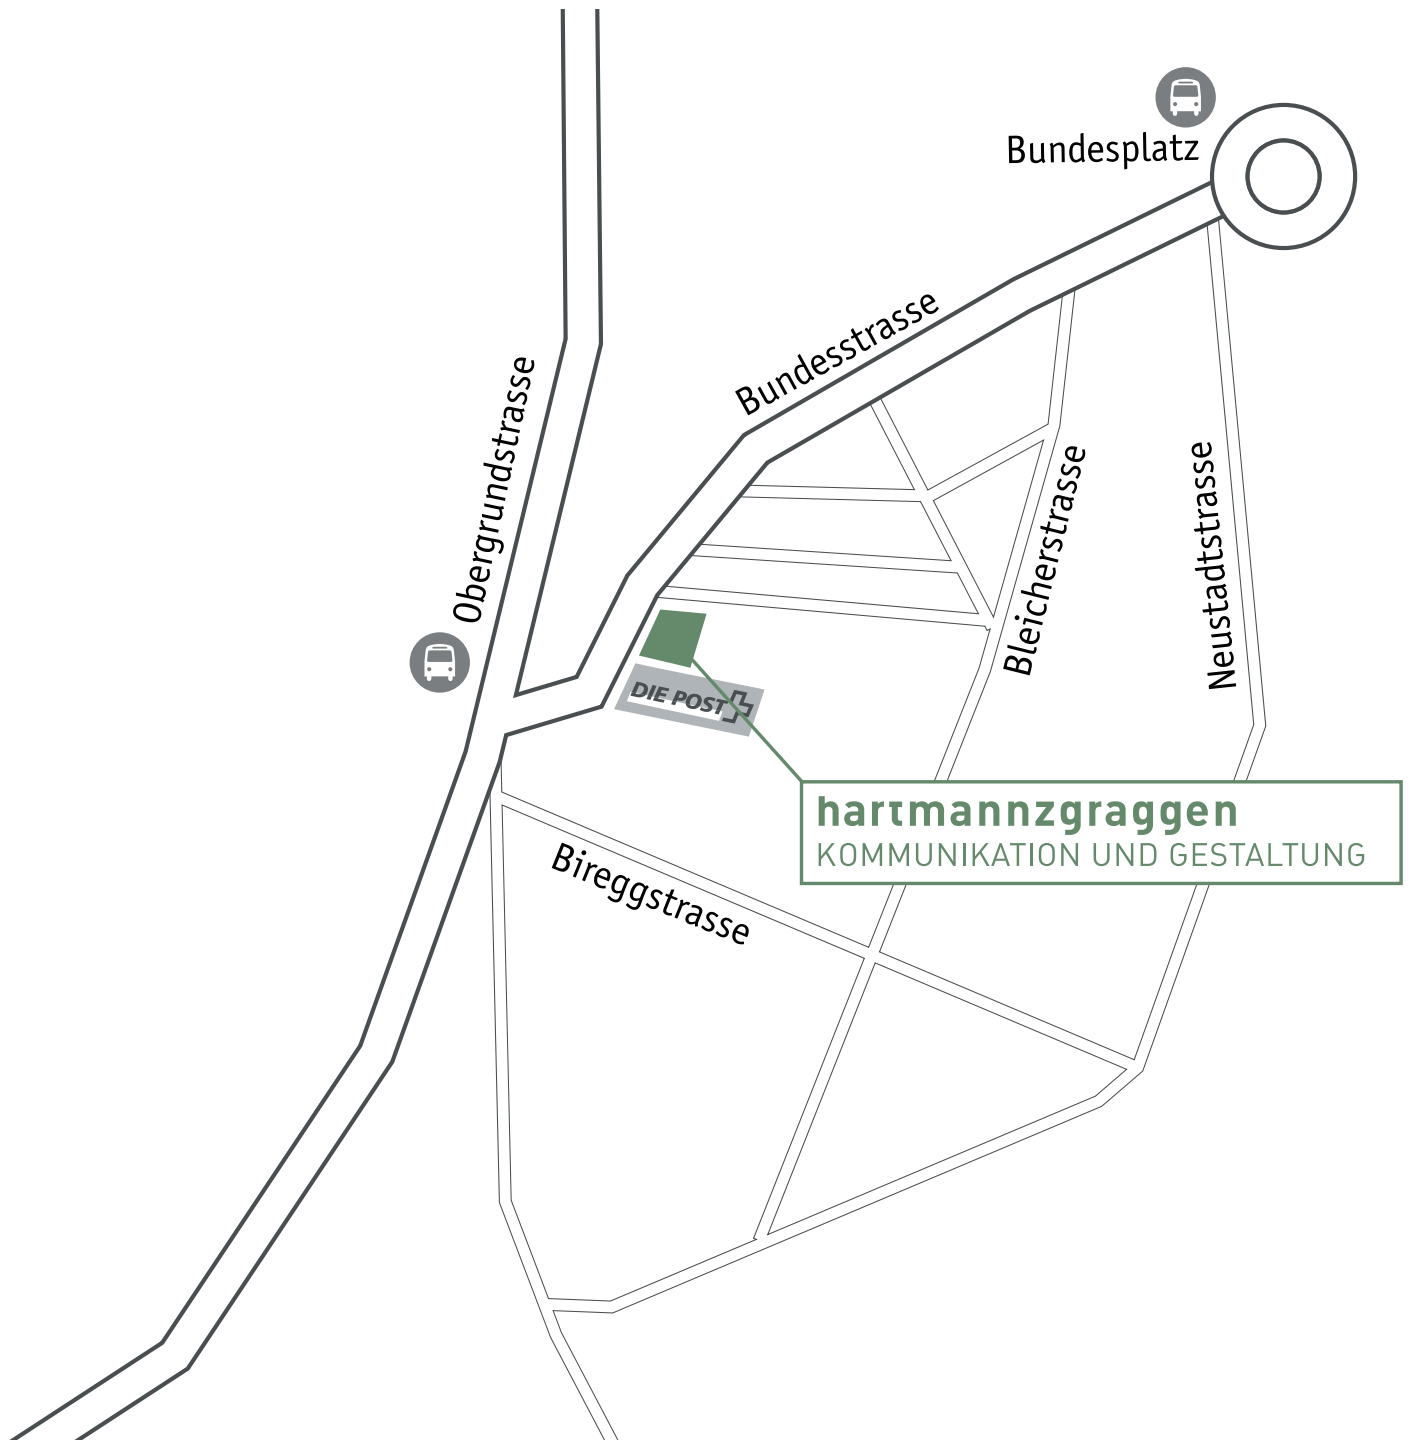 Bundesplatz
Bundesstrasse
Obergrundstrasse
Bleicherstrasse
Neustadtstrasse
DIE POST
hartmannzgraggen
KOMMUNIKATION UND GESTALTUNG
Bireggstrasse